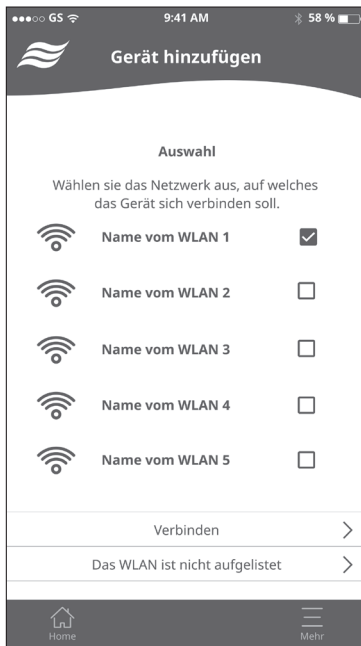 GS 9:41 AM 58 %
Gerät hinzufügen
Auswahl
Wählen sie das Netzwerk aus, auf welches
das Gerät sich verbinden soll.
Name vom WLAN 1
Name vom WLAN 2
Name vom WLAN 3
Name vom WLAN 4
Name vom WLAN 5
Verbinden
Das WLAN ist nicht aufgelistet
Home Mehr